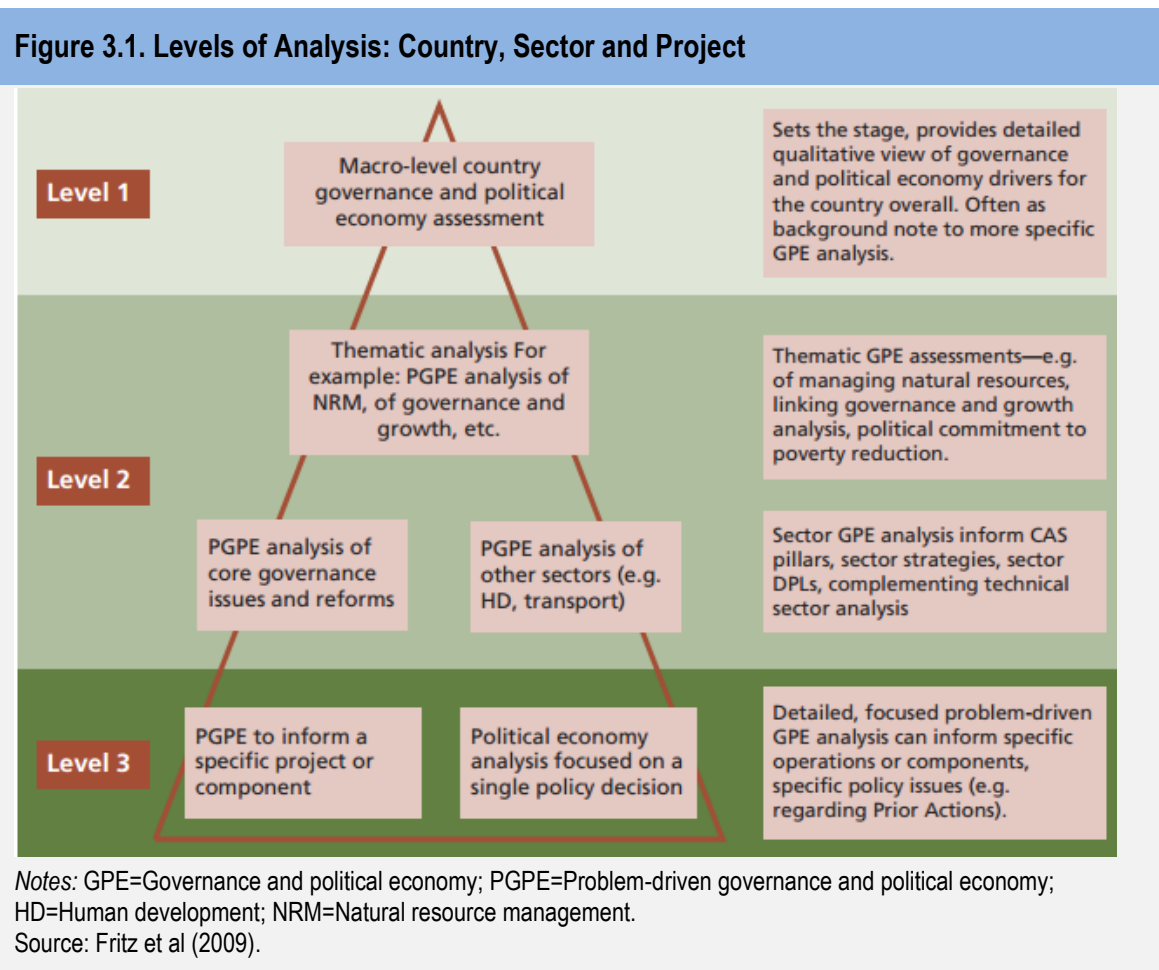 Figure 3.1. Levels of Analysis: Country, Sector and Project
Level 1
Macro-level country
governance and political
economy assessment
Sets the stage, provides detailed
qualitative view of governance
and political economy drivers for
the country overall. Often as
background note to more specific
GPE analysis.
Level 2
Thematic analysis For
example: PGPE analysis of
NRM, of governance and
growth, etc.
Thematic GPE assessments—e.g.
of managing natural resources,
linking governance and growth
analysis, political commitment to
poverty reduction.
PGPE analysis of
core governance
issues and reforms
PGPE analysis of
other sectors (e.g.
HD, transport)
Sector GPE analysis inform CAS
pillars, sector strategies, sector
DPLs, complementing technical
sector analysis
Level 3
PGPE to inform a
specific project or
component
Political economy
analysis focused on a
single policy decision
Detailed, focused problem-driven
GPE analysis can inform specific
operations or components,
specific policy issues (e.g.
regarding Prior Actions).
Notes: GPE=Governance and political economy; PGPE=Problem-driven governance and political economy;
HD=Human development; NRM=Natural resource management.
Source: Fritz et al (2009).